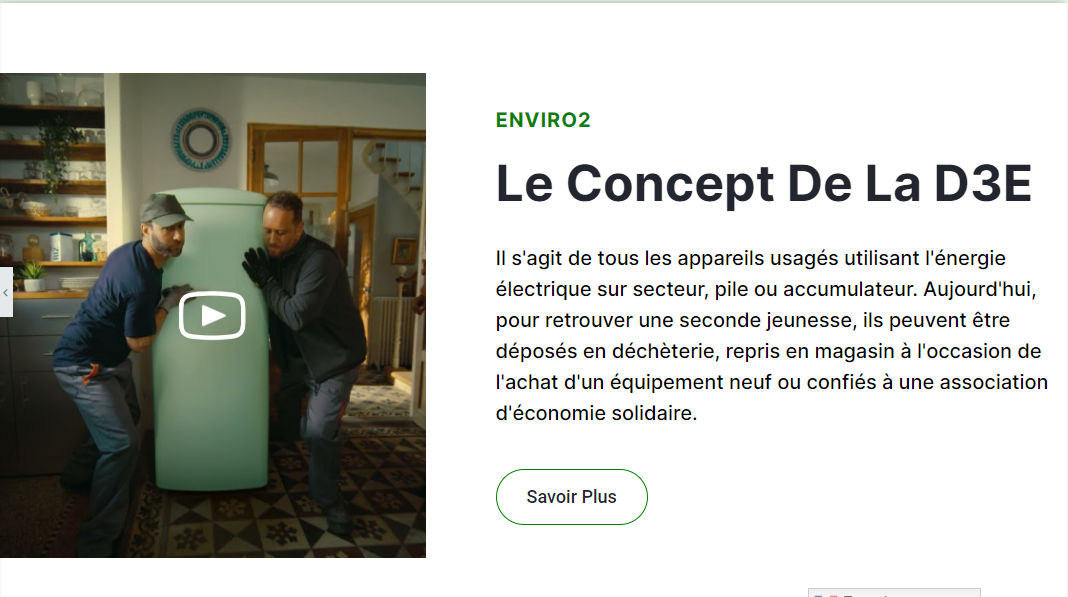 ENVIRO2
Le Concept De La D3E
Il s'agit de tous les appareils usagés utilisant l'énergie
électrique sur secteur, pile ou accumulateur. Aujourd'hui,
pour retrouver une seconde jeunesse, ils peuvent être
déposés en déchèterie, repris en magasin à l'occasion de
l'achat d'un équipement neuf ou confiés à une association
d'économie solidaire.
Savoir Plus